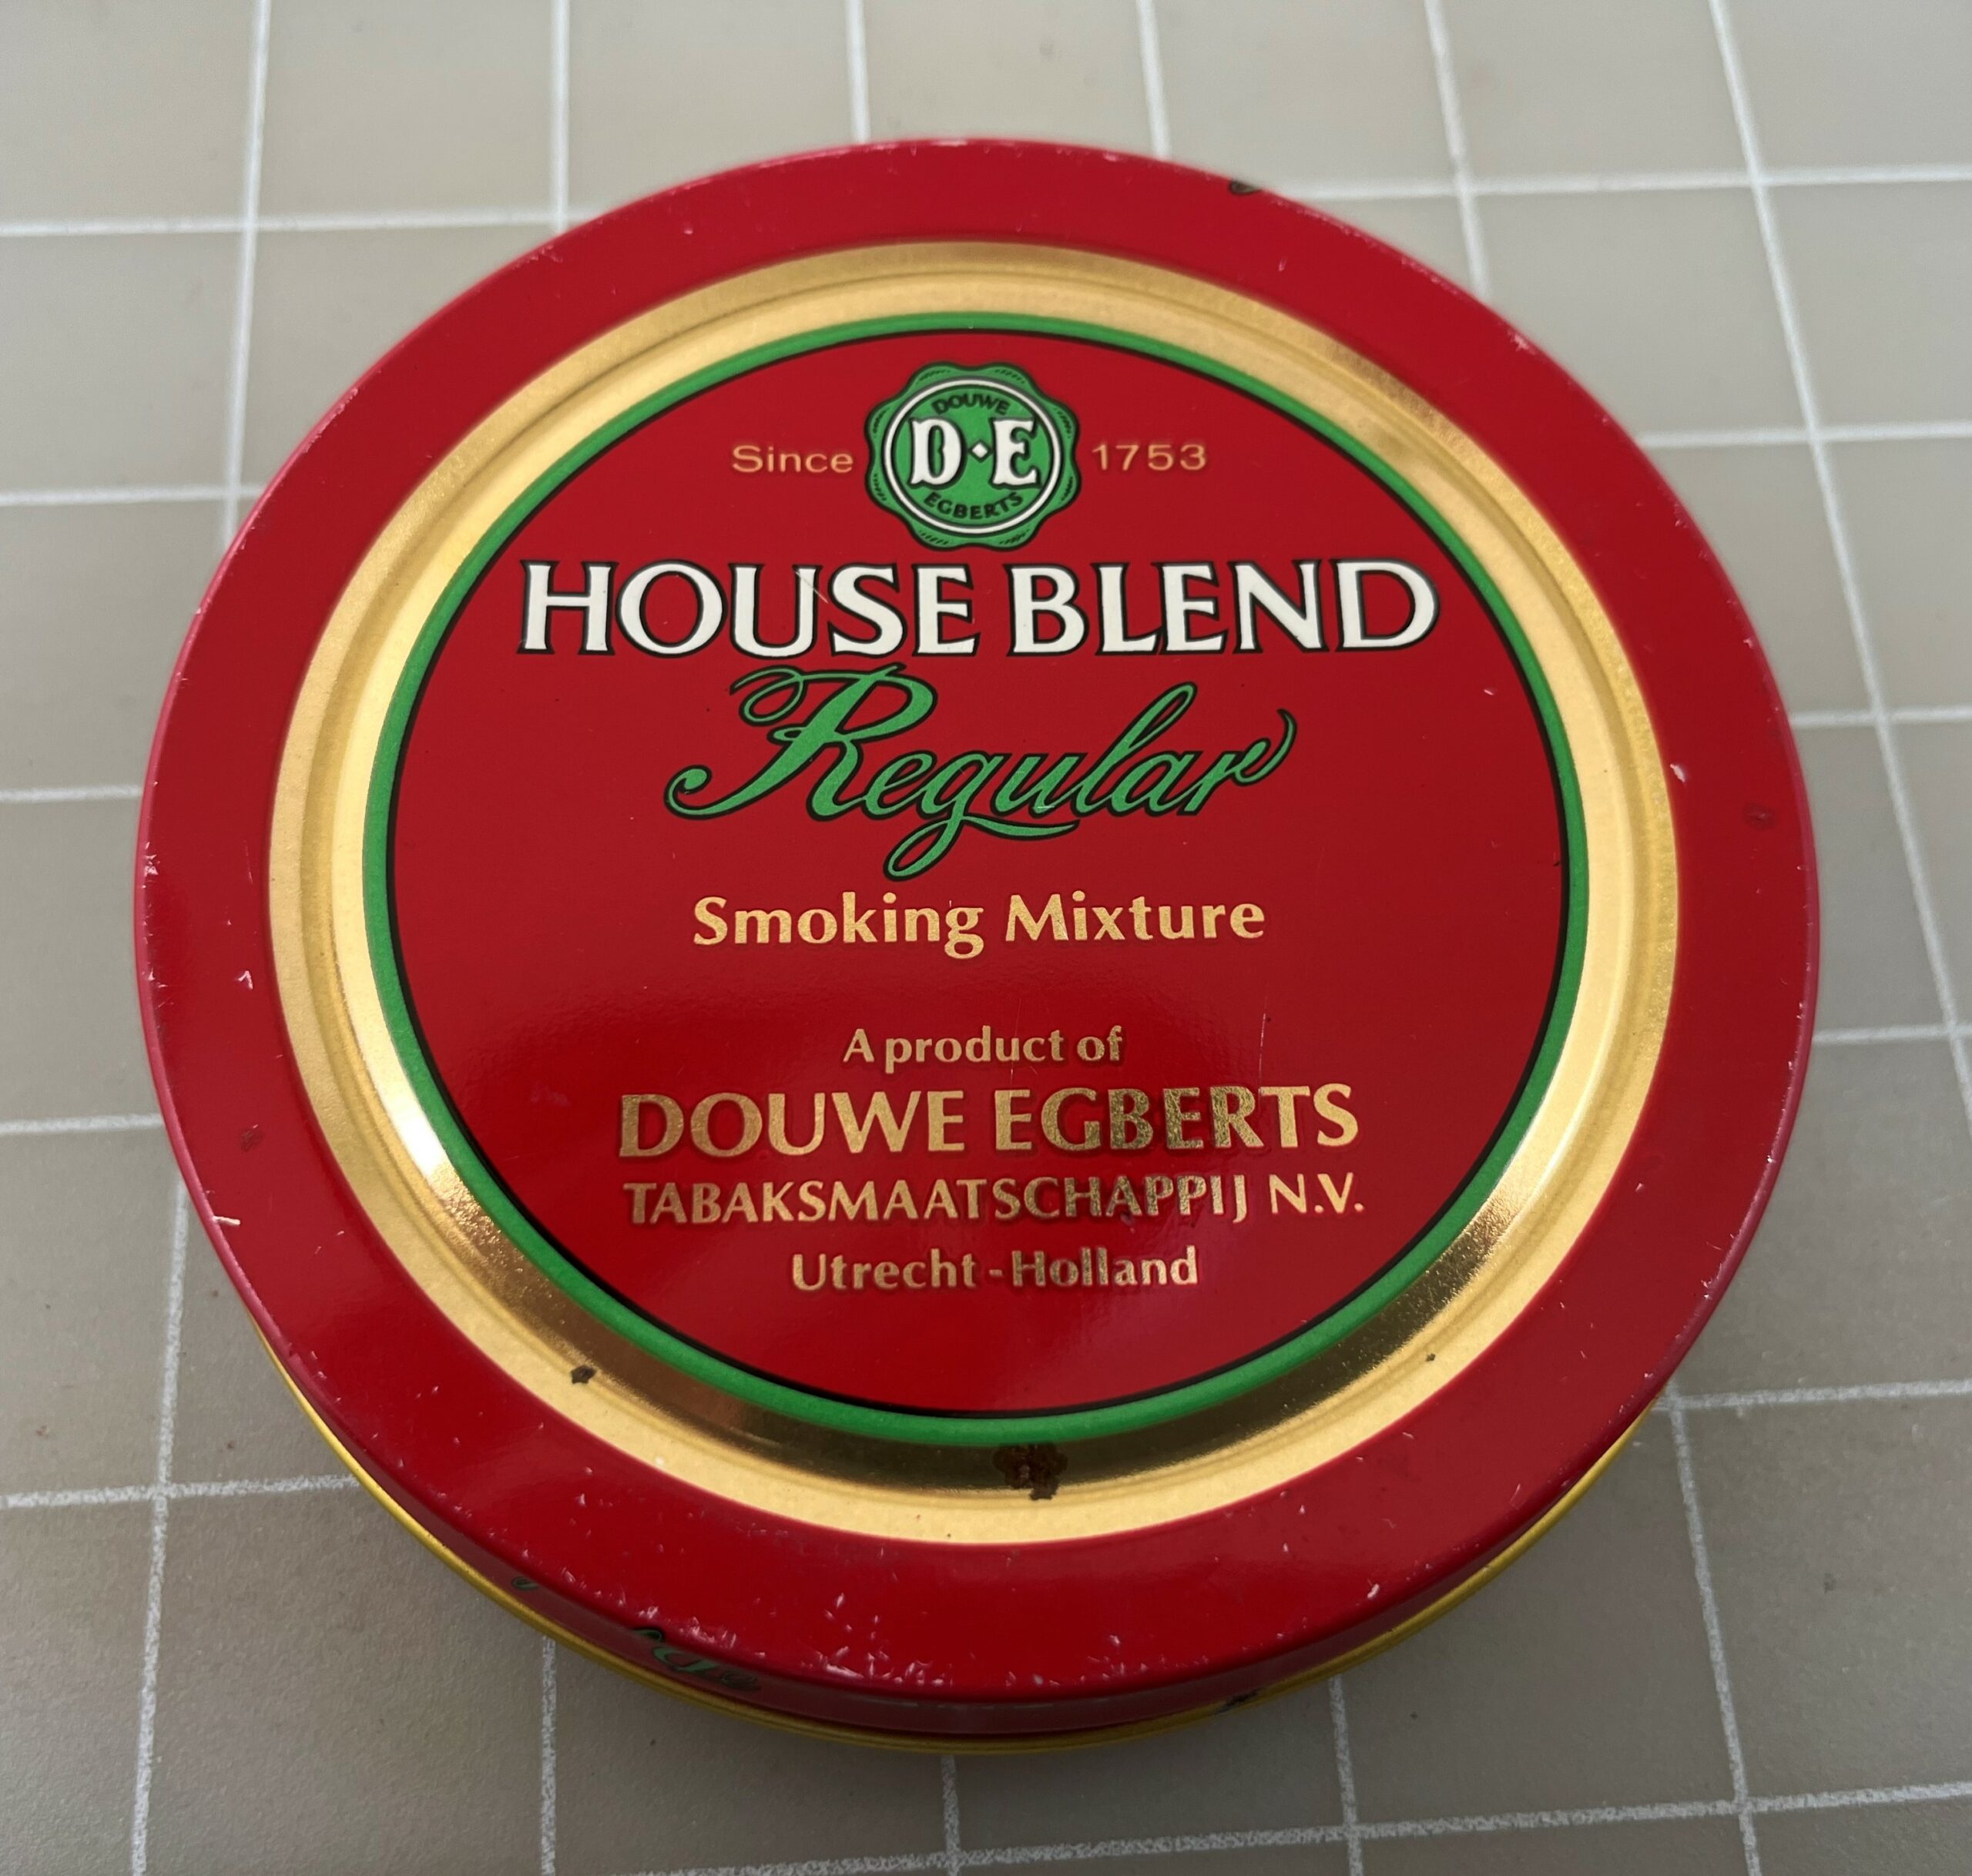 Since 1753
DOUWE
D·E
EGBERTS
HOUSE BLEND
Regular
Smoking Mixture
A product of
DOUWE EGBERTS
TABAKSMAATSCHAPPIJ N.V.
Utrecht - Holland